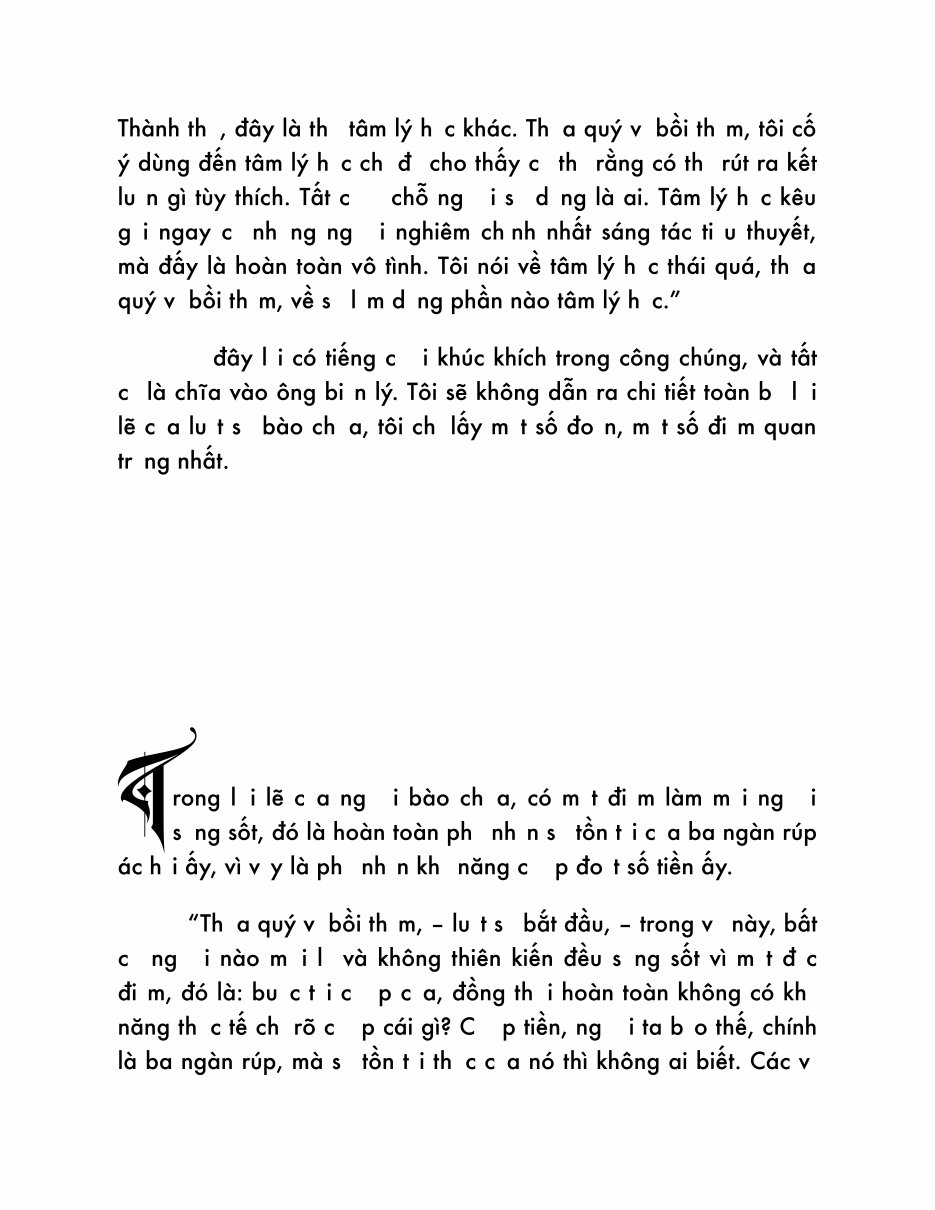 Thành th , đây là th tâm lý h c khác. Th a quý v bồi th m, tôi cố
ý dùng đến tâm lý h c ch đ cho thấy c th rằng có th rút ra kết
lu n gì tùy thích. Tất c chỗ ng i s d ng là ai. Tâm lý h c kêu
g i ngay c nh ng ng i nghiêm ch nh nhất sáng tác ti u thuyết,
mà đấy là hoàn toàn vô tình. Tôi nói về tâm lý h c thái quá, th a
quý v bồi th m, về s l m d ng phần nào tâm lý h c.”
đây l i có tiếng c i khúc khích trong công chúng, và tất
c là chĩa vào ông bi n lý. Tôi sẽ không dẫn ra chi tiết toàn b l i
lẽ c a lu t s bào ch a, tôi ch lấy m t số đo n, m t số đi m quan
tr ng nhất.
Trong l i lẽ c a ng i bào ch a, có m t đi m làm m i ng i
s ng sốt, đó là hoàn toàn ph nh n s tồn t i c a ba ngàn rúp
ác h i ấy, vì v y là ph nh n kh năng c p đo t số tiền ấy.
“Th a quý v bồi th m, – lu t s bắt đầu, – trong v này, bất
c ng i nào m i l và không thiên kiến đều s ng sốt vì m t đ c
đi m, đó là: bu c t i c p c a, đồng th i hoàn toàn không có kh
năng th c tế ch rõ c p cái gì? C p tiền, ng i ta b o thế, chính
là ba ngàn rúp, mà s tồn t i th c c a nó thì không ai biết. Các v